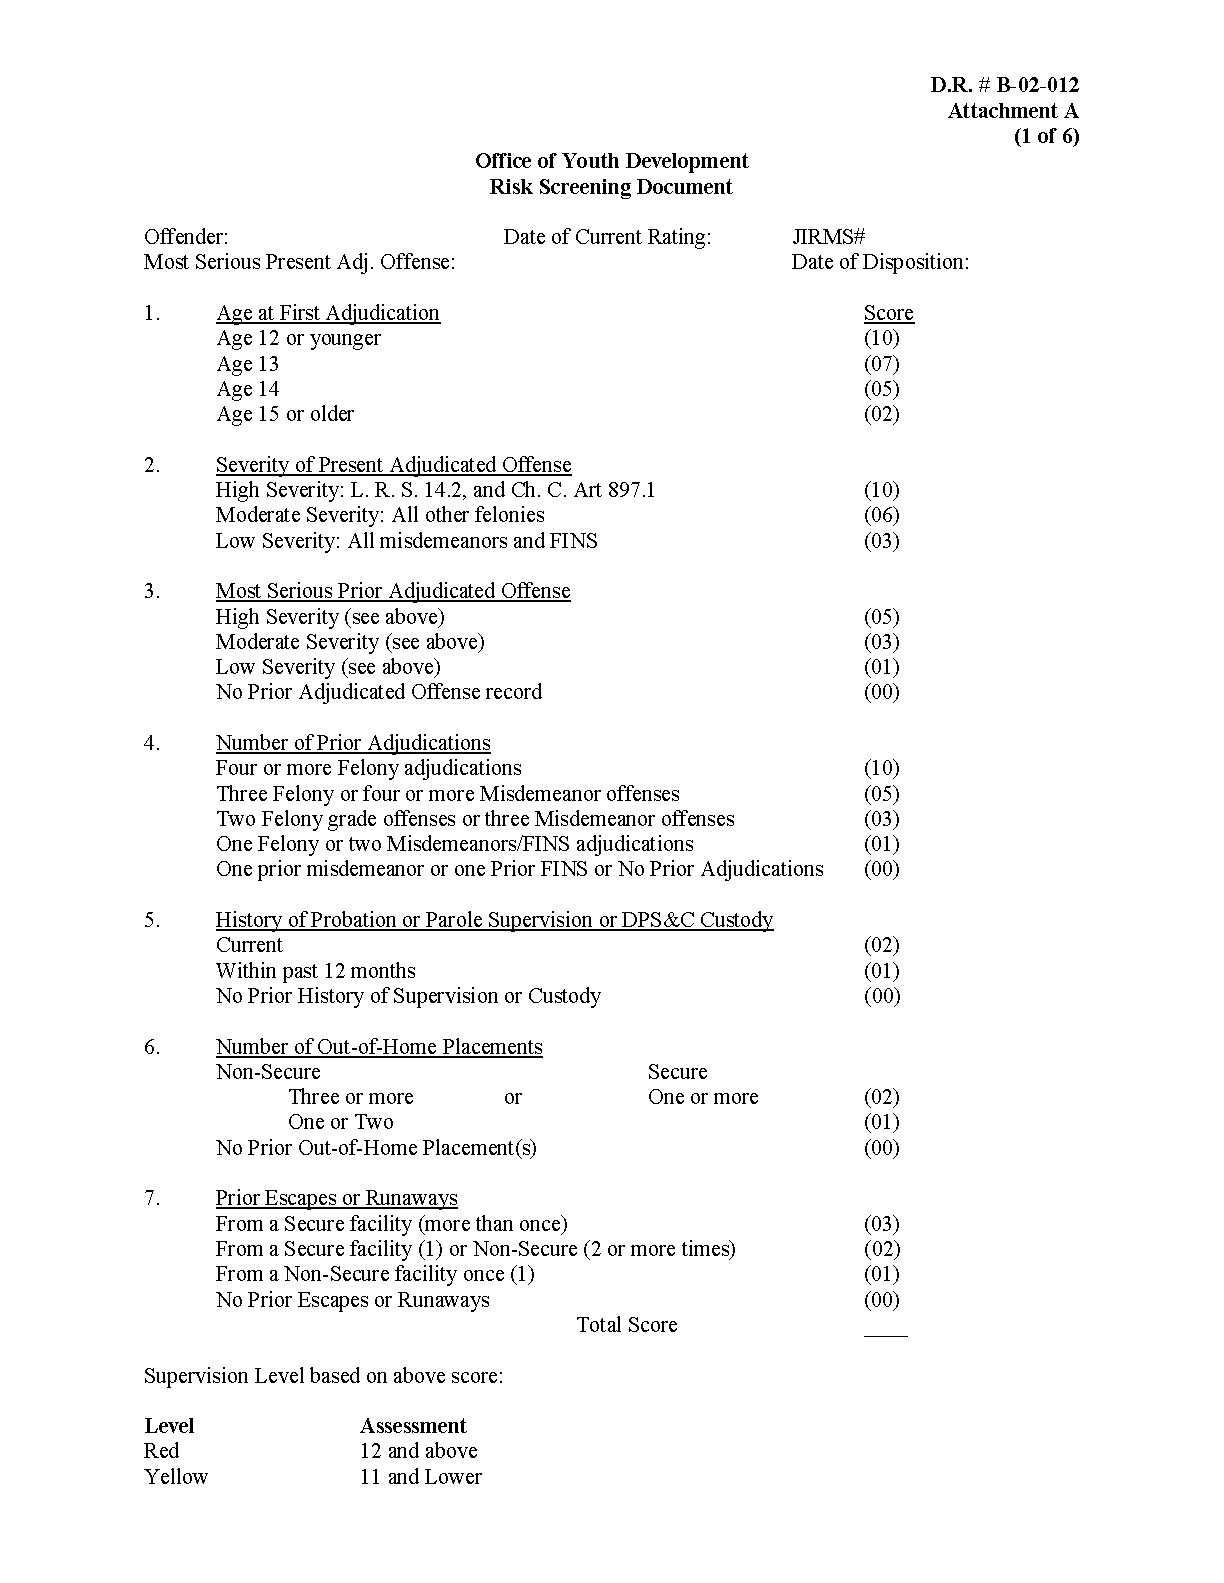 D.R. # B-02-012
Attachment A
(1 of 6)
Office of Youth Development
Risk Screening Document
Offender: Date of Current Rating: JIRMS#
Most Serious Present Adj. Offense: Date of Disposition:
1. Age at First Adjudication Score
Age 12 or younger (10)
Age 13 (07)
Age 14 (05)
Age 15 or older (02)
2. Severity of Present Adjudicated Offense
High Severity: L. R. S. 14.2, and Ch. C. Art 897.1 (10)
Moderate Severity: All other felonies (06)
Low Severity: All misdemeanors and FINS (03)
3. Most Serious Prior Adjudicated Offense
High Severity (see above) (05)
Moderate Severity (see above) (03)
Low Severity (see above) (01)
No Prior Adjudicated Offense record (00)
4. Number of Prior Adjudications
Four or more Felony adjudications (10)
Three Felony or four or more Misdemeanor offenses (05)
Two Felony grade offenses or three Misdemeanor offenses (03)
One Felony or two Misdemeanors/FINS adjudications (01)
One prior misdemeanor or one Prior FINS or No Prior Adjudications (00)
5. History of Probation or Parole Supervision or DPS&C Custody
Current (02)
Within past 12 months (01)
No Prior History of Supervision or Custody (00)
6. Number of Out-of-Home Placements
Non-Secure Secure
Three or more or One or more (02)
One or Two (01)
No Prior Out-of-Home Placement(s) (00)
7. Prior Escapes or Runaways
From a Secure facility (more than once) (03)
From a Secure facility (1) or Non-Secure (2 or more times) (02)
From a Non-Secure facility once (1) (01)
No Prior Escapes or Runaways (00)
Total Score ____
Supervision Level based on above score:
Level Assessment
Red 12 and above
Yellow 11 and Lower